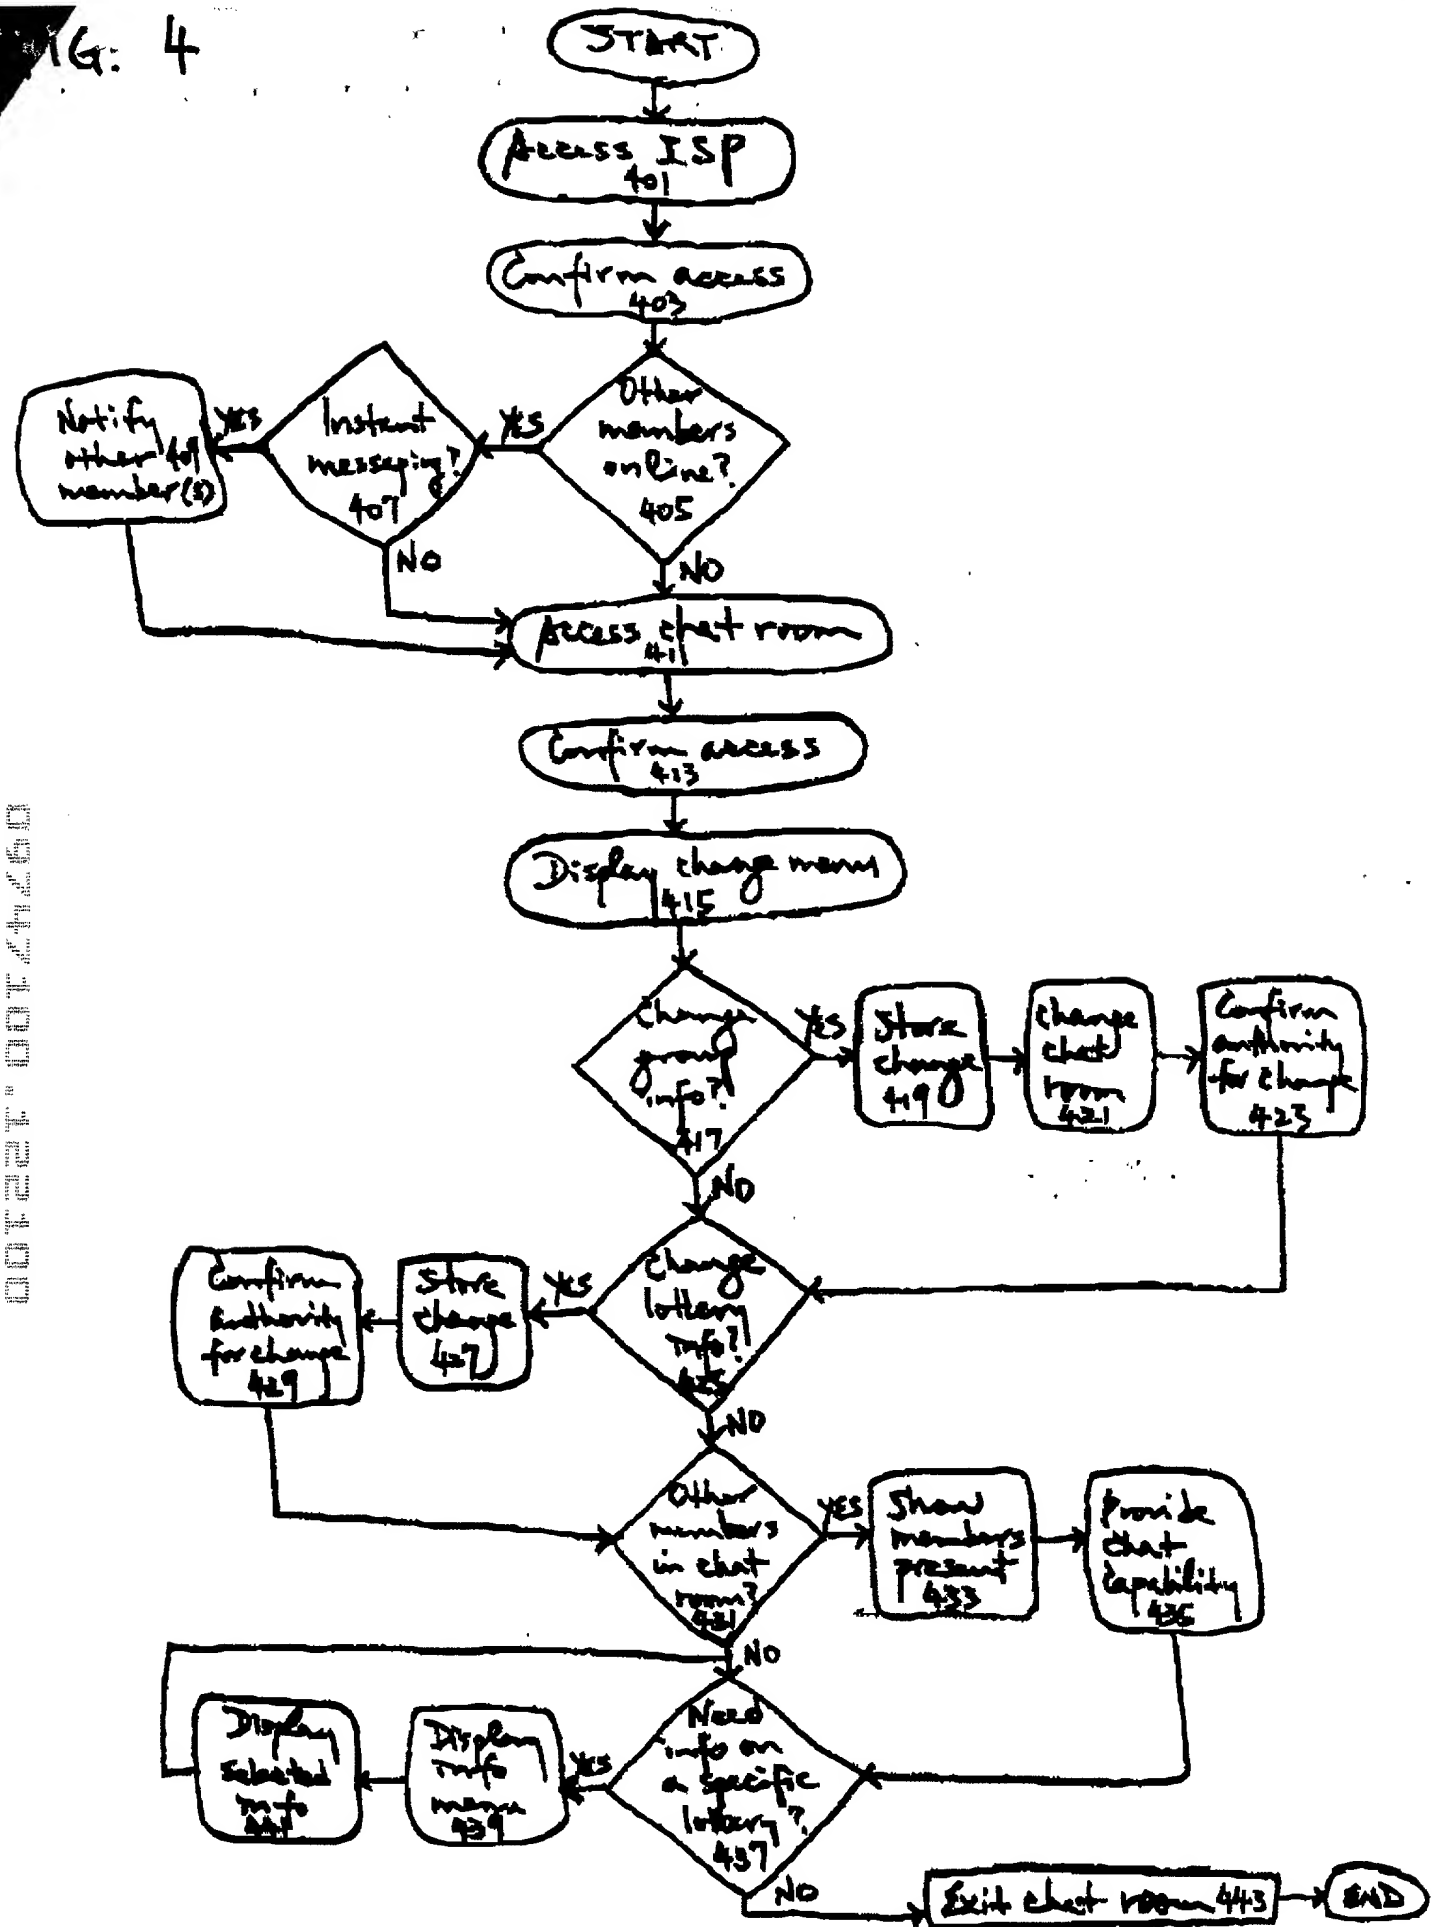 FIG: 4
START
Access ISP
401
Confirm access
403
Other
members
online?
405
YES
Instant
messaging?
407
YES
Notify
other 409
member(s)
NO
NO
Access chat room
411
Confirm access
413
Display change menu
415
Change
group
info?
417
YES
Store
change
419
change
chat
room
421
Confirm
authority
for change
423
NO
Change
lottery
info?
425
YES
Store
change
427
Confirm
authority
for change
429
NO
Other
members
in chat
room?
431
YES
Show
members
present
433
Provide
chat
capability
435
NO
Need
info on
a specific
lottery?
437
YES
Display
info
menu
439
Display
selected
info
441
NO
Exit chat room 443
END